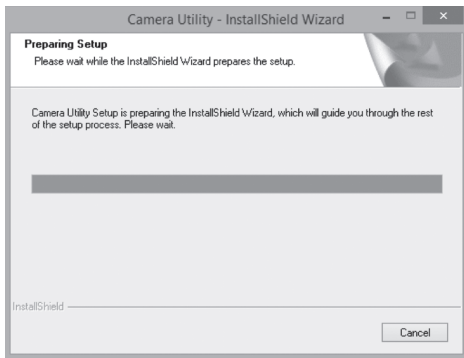 Camera Utility - InstallShield Wizard
Preparing Setup
Please wait while the InstallShield Wizard prepares the setup.
Camera Utility Setup is preparing the InstallShield Wizard, which will guide you through the rest
of the setup process. Please wait.
InstallShield
Cancel